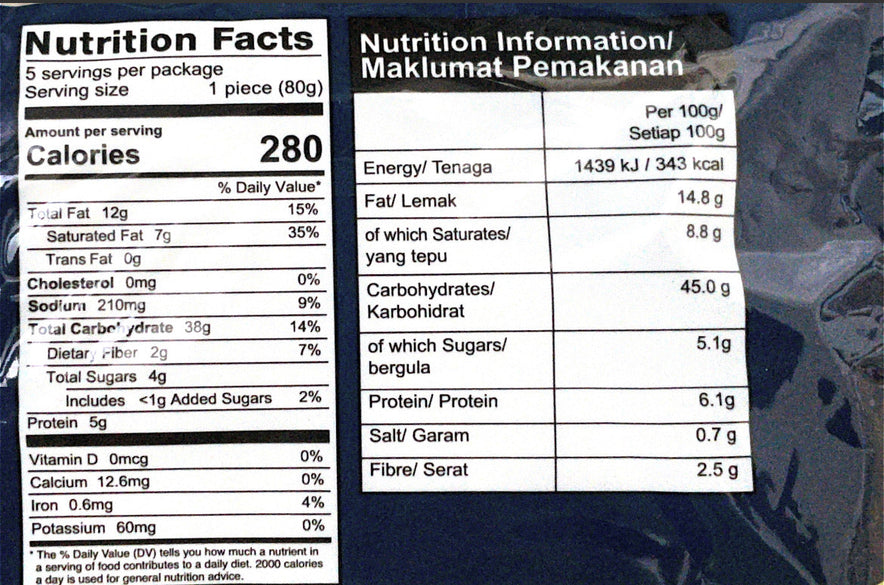 Nutrition Facts
5 servings per package
Serving size 1 piece (80g)
Amount per serving
Calories 280
% Daily Value*
Total Fat 12g 15%
Saturated Fat 7g 35%
Trans Fat 0g
Cholesterol 0mg 0%
Sodium 210mg 9%
Total Carbohydrate 38g 14%
Dietary Fiber 2g 7%
Total Sugars 4g
Includes <1g Added Sugars 2%
Protein 5g
Vitamin D 0mcg 0%
Calcium 12.6mg 0%
Iron 0.6mg 4%
Potassium 60mg 0%
* The % Daily Value (DV) tells you how much a nutrient in
a serving of food contributes to a daily diet. 2000 calories
a day is used for general nutrition advice.
Nutrition Information/
Maklumat Pemakanan
Per 100g/
Setiap 100g
Energy/ Tenaga 1439 kJ / 343 kcal
Fat/ Lemak 14.8 g
of which Saturates/ 8.8 g
yang tepu
Carbohydrates/ 45.0 g
Karbohidrat
of which Sugars/ 5.1g
bergula
Protein/ Protein 6.1g
Salt/ Garam 0.7 g
Fibre/ Serat 2.5 g